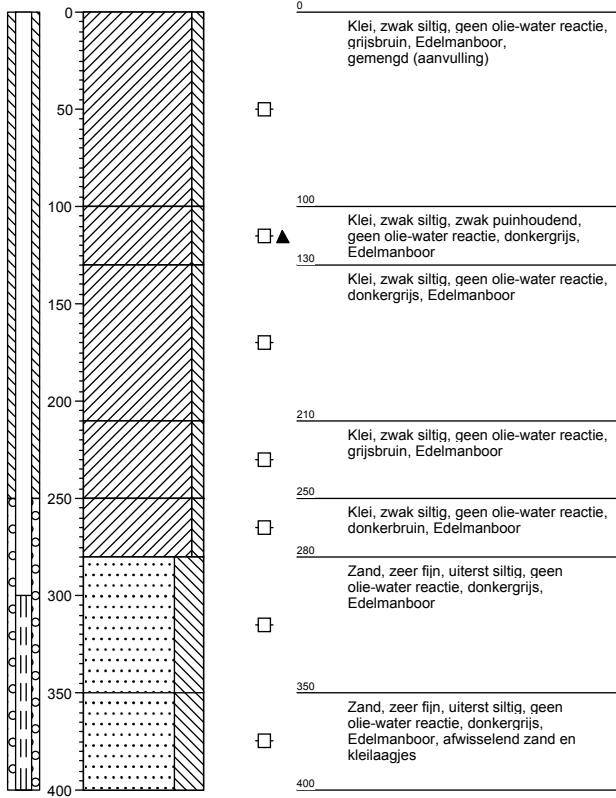 0
50
100
150
200
250
300
350
400
0
Klei, zwak siltig, geen olie-water reactie,
grijsbruin, Edelmanboor,
gemengd (aanvulling)
100
Klei, zwak siltig, zwak puinhoudend,
geen olie-water reactie, donkergrijs,
Edelmanboor
130
Klei, zwak siltig, geen olie-water reactie,
donkergrijs, Edelmanboor
210
Klei, zwak siltig, geen olie-water reactie,
grijsbruin, Edelmanboor
250
Klei, zwak siltig, geen olie-water reactie,
donkerbruin, Edelmanboor
280
Zand, zeer fijn, uiterst siltig, geen
olie-water reactie, donkergrijs,
Edelmanboor
350
Zand, zeer fijn, uiterst siltig, geen
olie-water reactie, donkergrijs,
Edelmanboor, afwisselend zand en
kleilaagjes
400